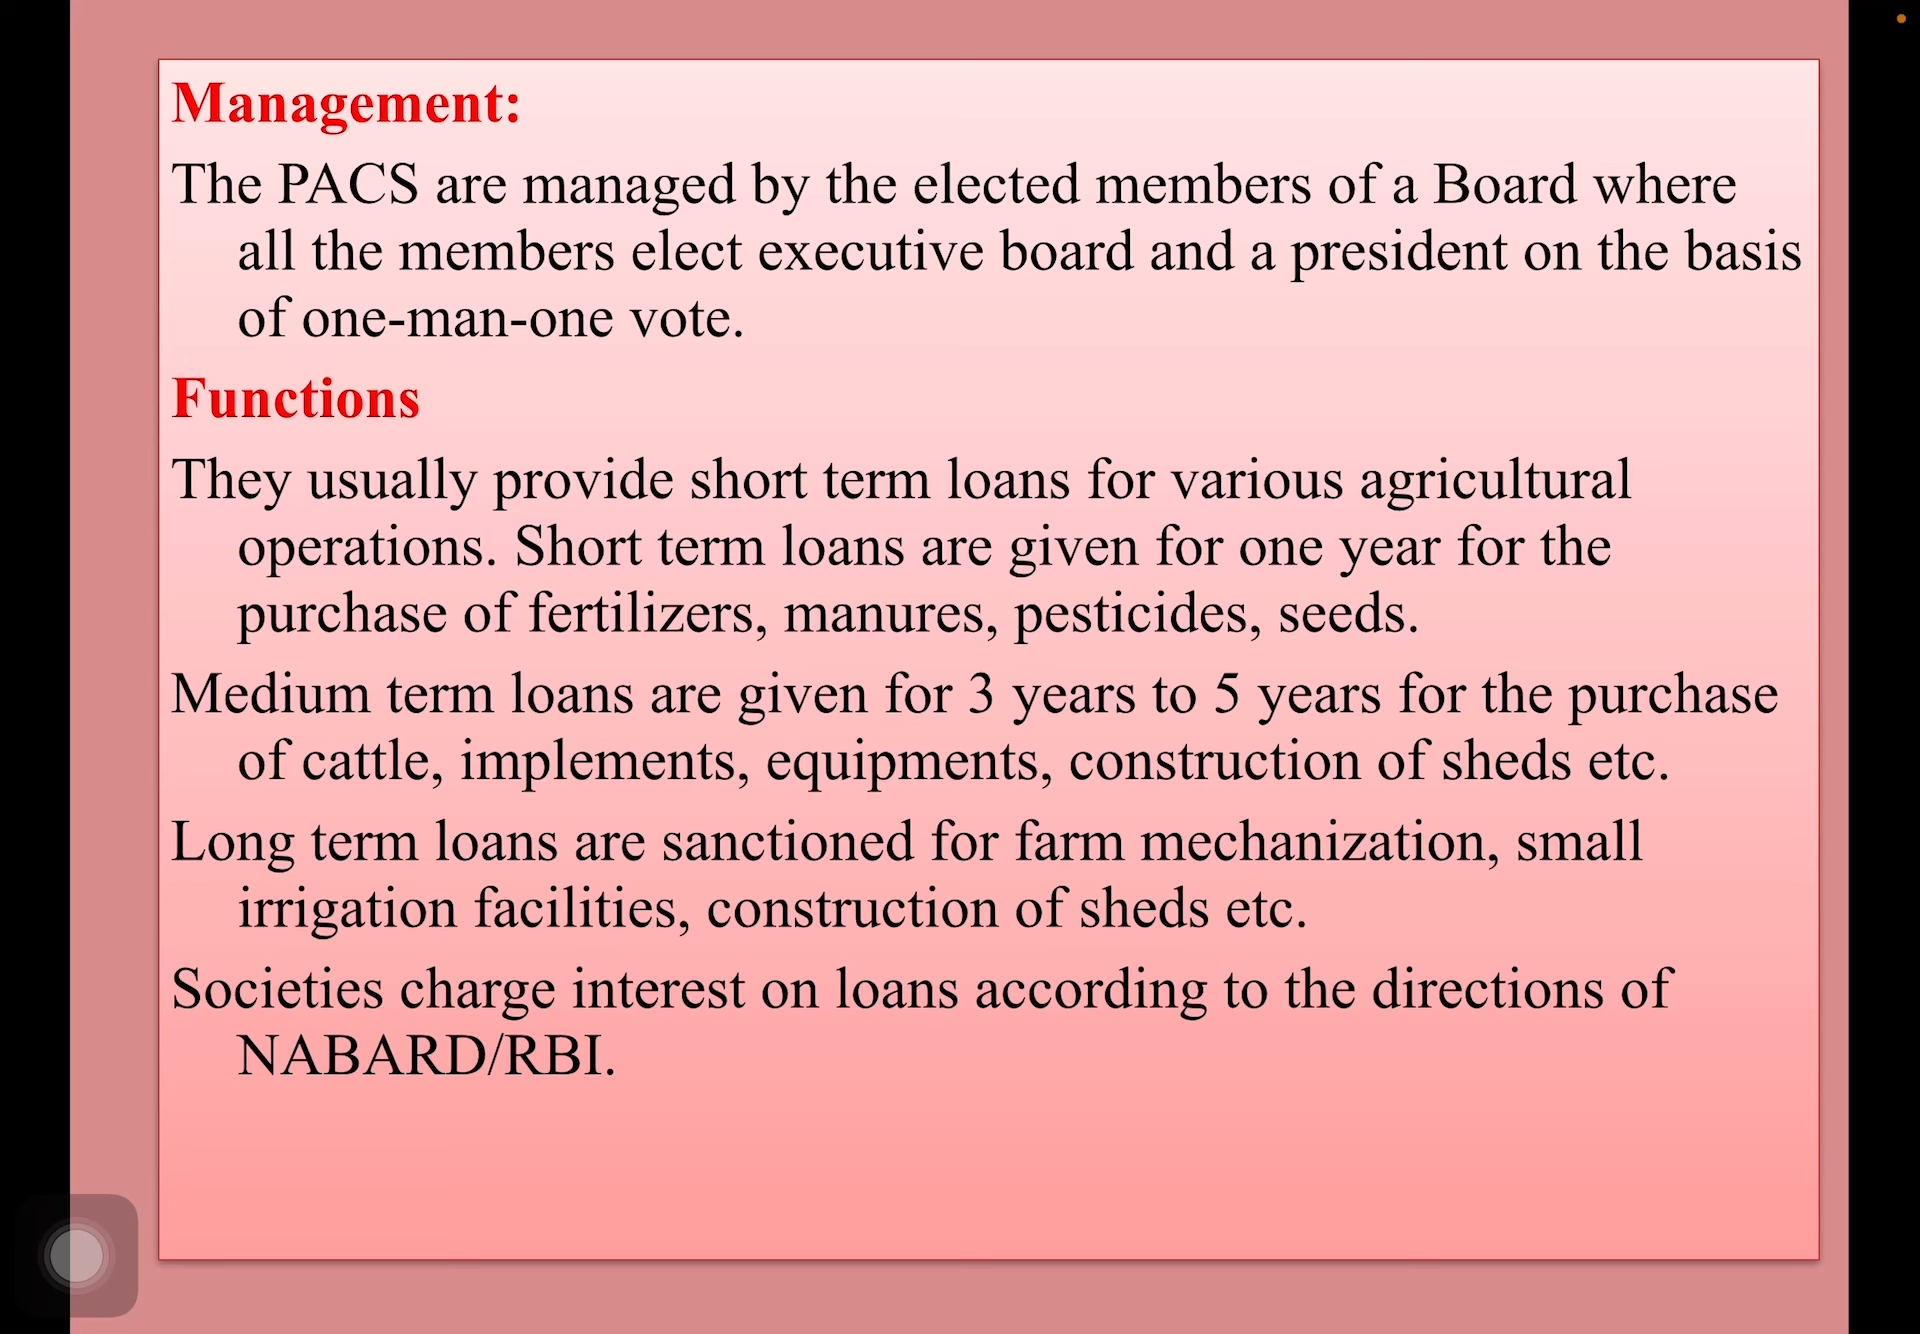 Management:
The PACS are managed by the elected members of a Board where
all the members elect executive board and a president on the basis
of one-man-one vote.
Functions
They usually provide short term loans for various agricultural
operations. Short term loans are given for one year for the
purchase of fertilizers, manures, pesticides, seeds.
Medium term loans are given for 3 years to 5 years for the purchase
of cattle, implements, equipments, construction of sheds etc.
Long term loans are sanctioned for farm mechanization, small
irrigation facilities, construction of sheds etc.
Societies charge interest on loans according to the directions of
NABARD/RBI.